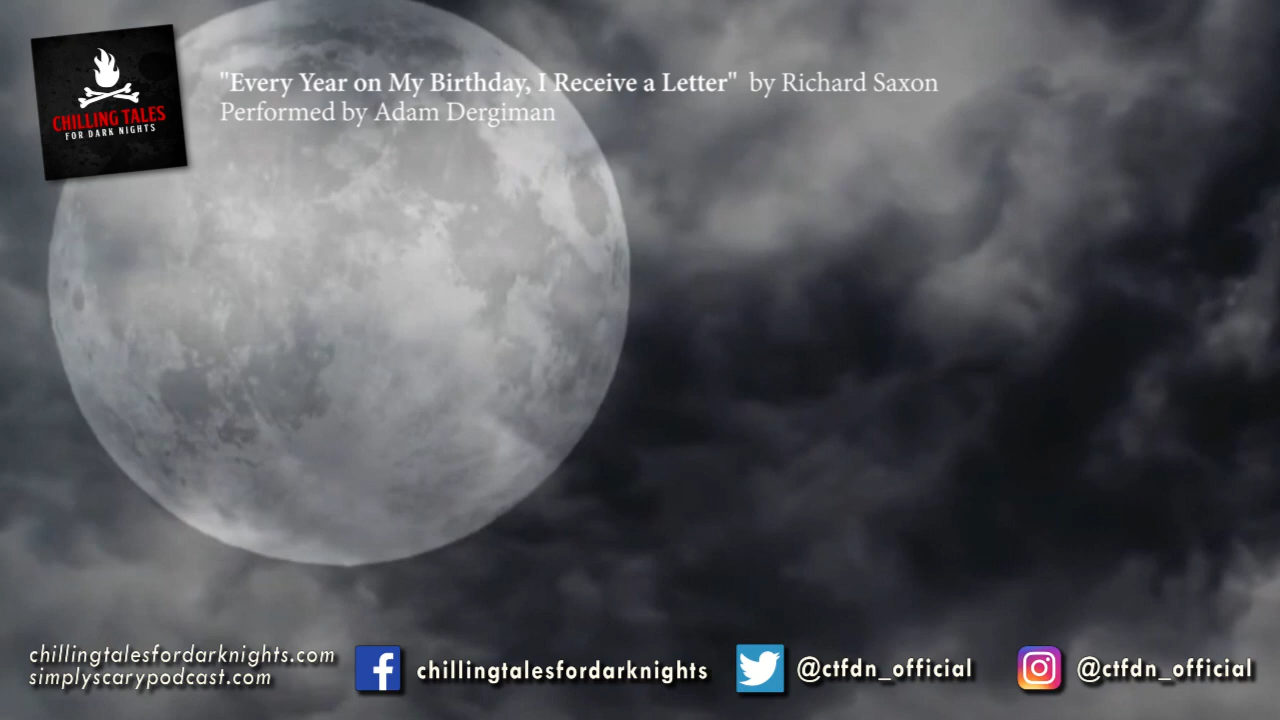 CHILLING TALES
FOR DARK NIGHTS
"Every Year on My Birthday, I Receive a Letter" by Richard Saxon
Performed by Adam Dergiman
chillingtalesfordarknights.com
simplyscarypodcast.com
chillingtalesfordarknights
@ctfdn_official
@ctfdn_official